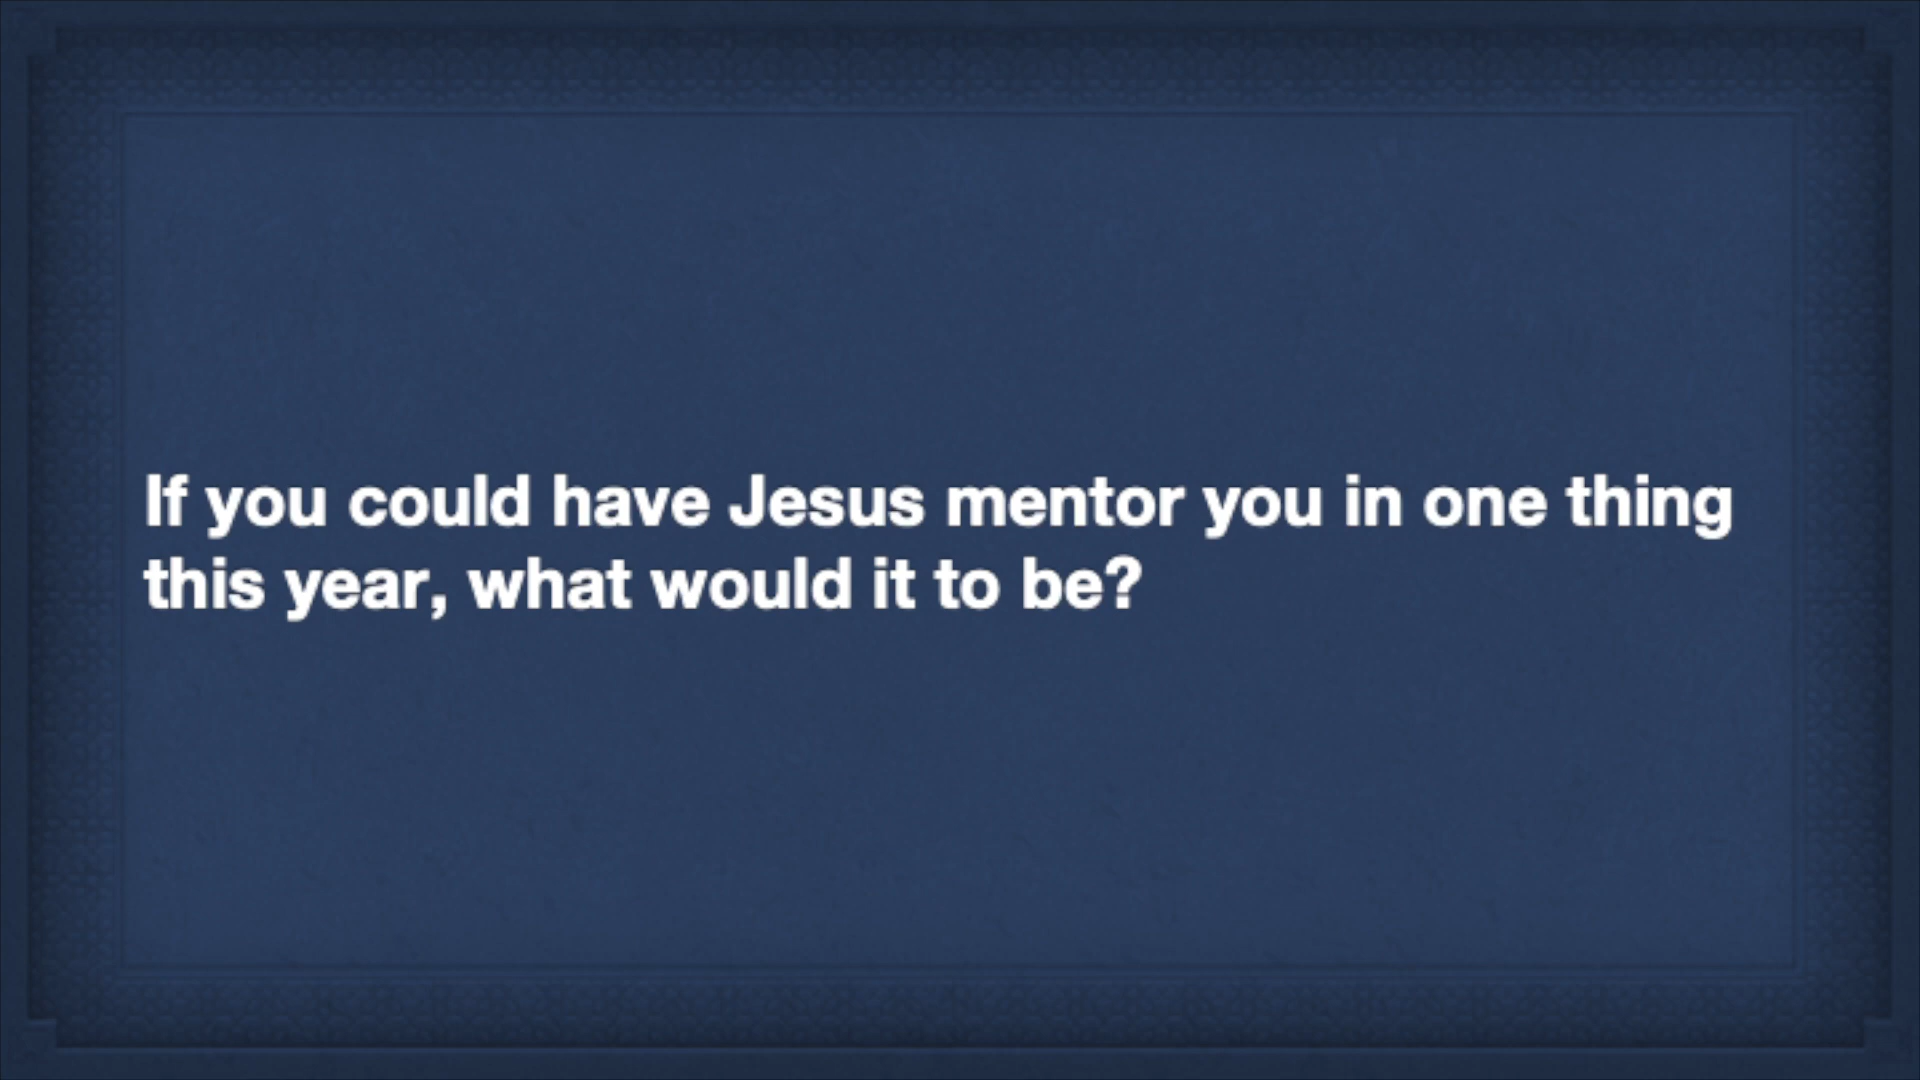 If you could have Jesus mentor you in one thing
this year, what would it to be?